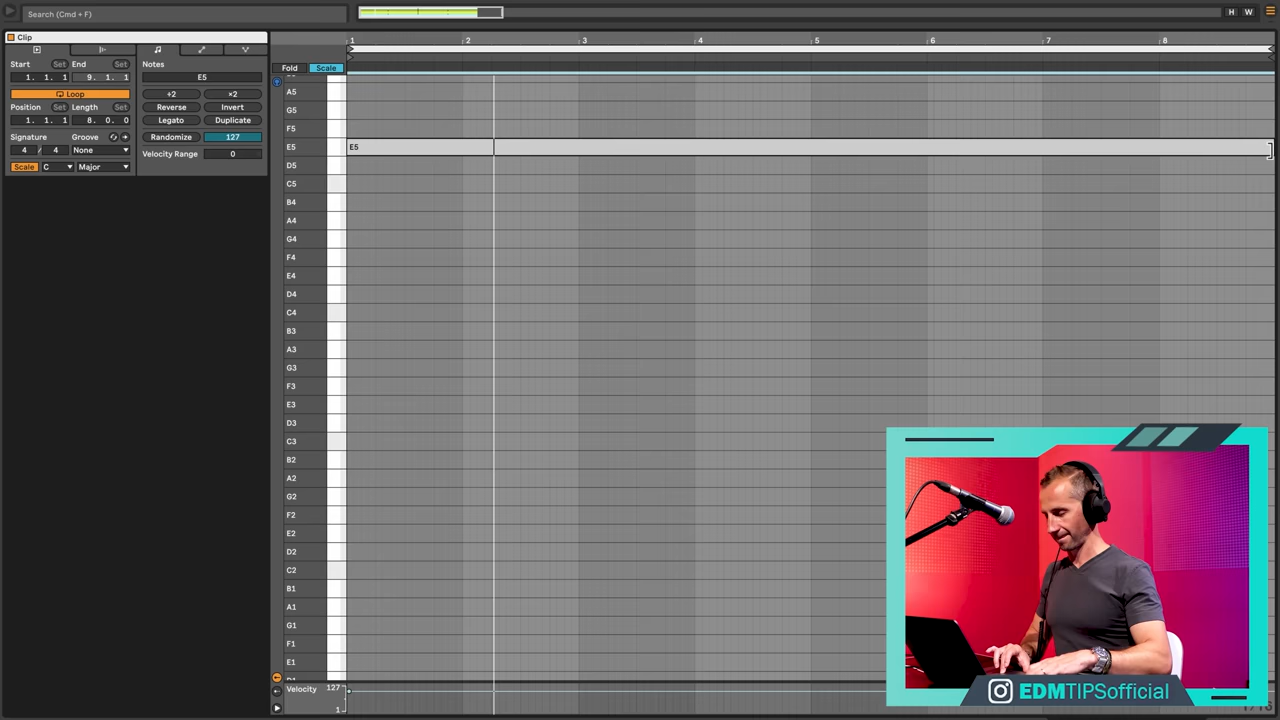 Search (Cmd + F)
H W
Clip
Start Set End Set
1. 1. 1 9. 1. 1
Loop
Position Set Length Set
1. 1. 1 8. 0. 0
Signature Groove
4 / 4 None
Scale C Major
Notes
E5
÷2 ×2
Reverse Invert
Legato Duplicate
Randomize 127
Velocity Range 0
1 2 3 4 5 6 7 8
Fold Scale
A5
G5
F5
E5 E5
D5
C5
B4
A4
G4
F4
E4
D4
C4
B3
A3
G3
F3
E3
D3
C3
B2
A2
G2
F2
E2
D2
C2
B1
A1
G1
F1
E1
Velocity 127
1
EDMTIPSofficial